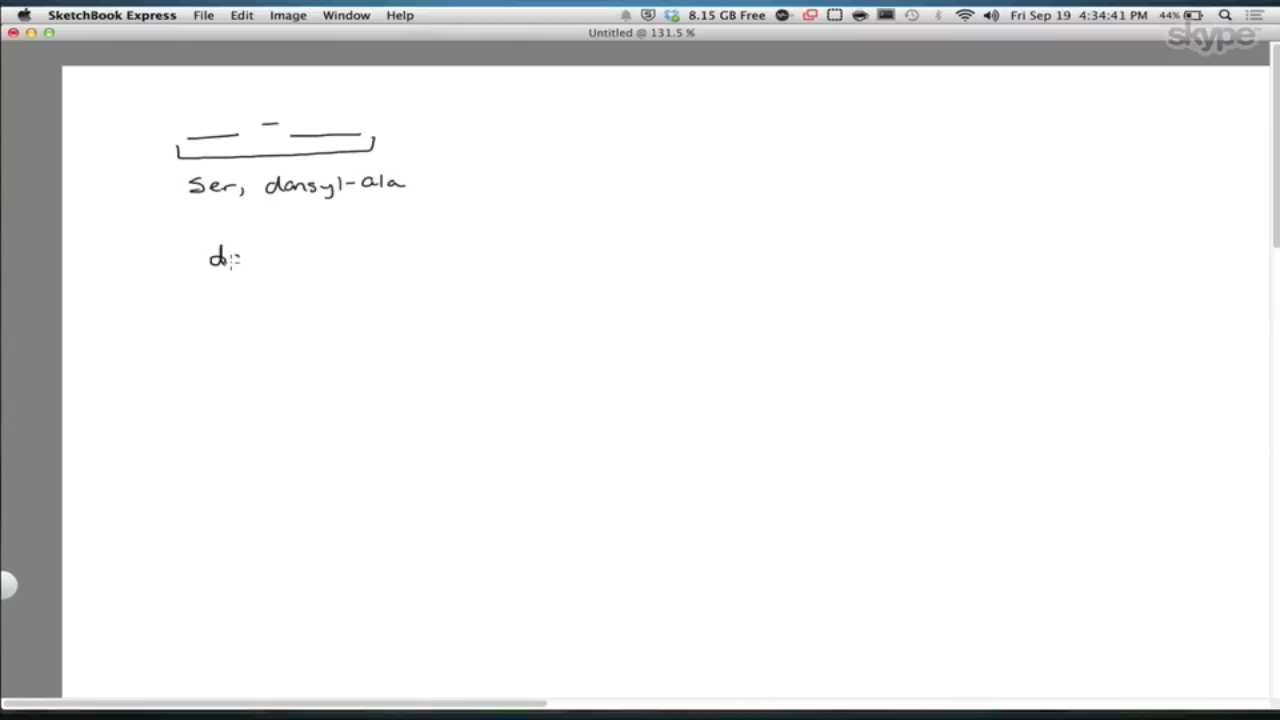 SketchBook Express File Edit Image Window Help 8.15 GB Free Fri Sep 19 4:34:41 PM 44%
skype
Untitled @ 131.5 %
Ser, dansyl-ala
d